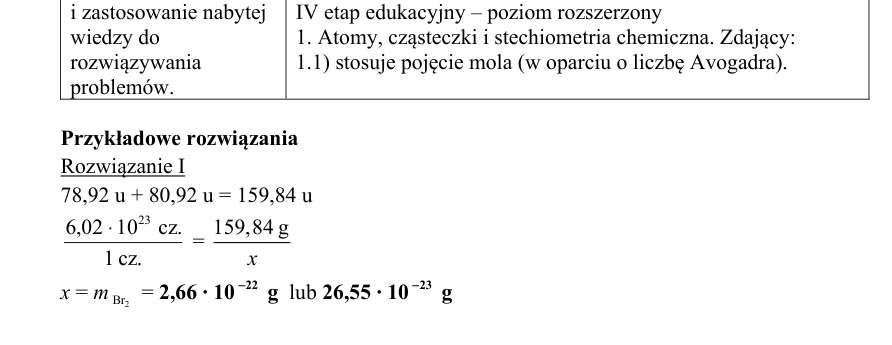 i zastosowanie nabytej
wiedzy do
rozwiązywania
problemów.
IV etap edukacyjny – poziom rozszerzony
1. Atomy, cząsteczki i stechiometria chemiczna. Zdający:
1.1) stosuje pojęcie mola (w oparciu o liczbę Avogadra).
Przykładowe rozwiązania
Rozwiązanie I
78,92 u + 80,92 u = 159,84 u
6,02 · 10²³ cz. / 1 cz. = 159,84 g / x
x = m Br₂ = 2,66 · 10⁻²² g lub 26,55 · 10⁻²³ g